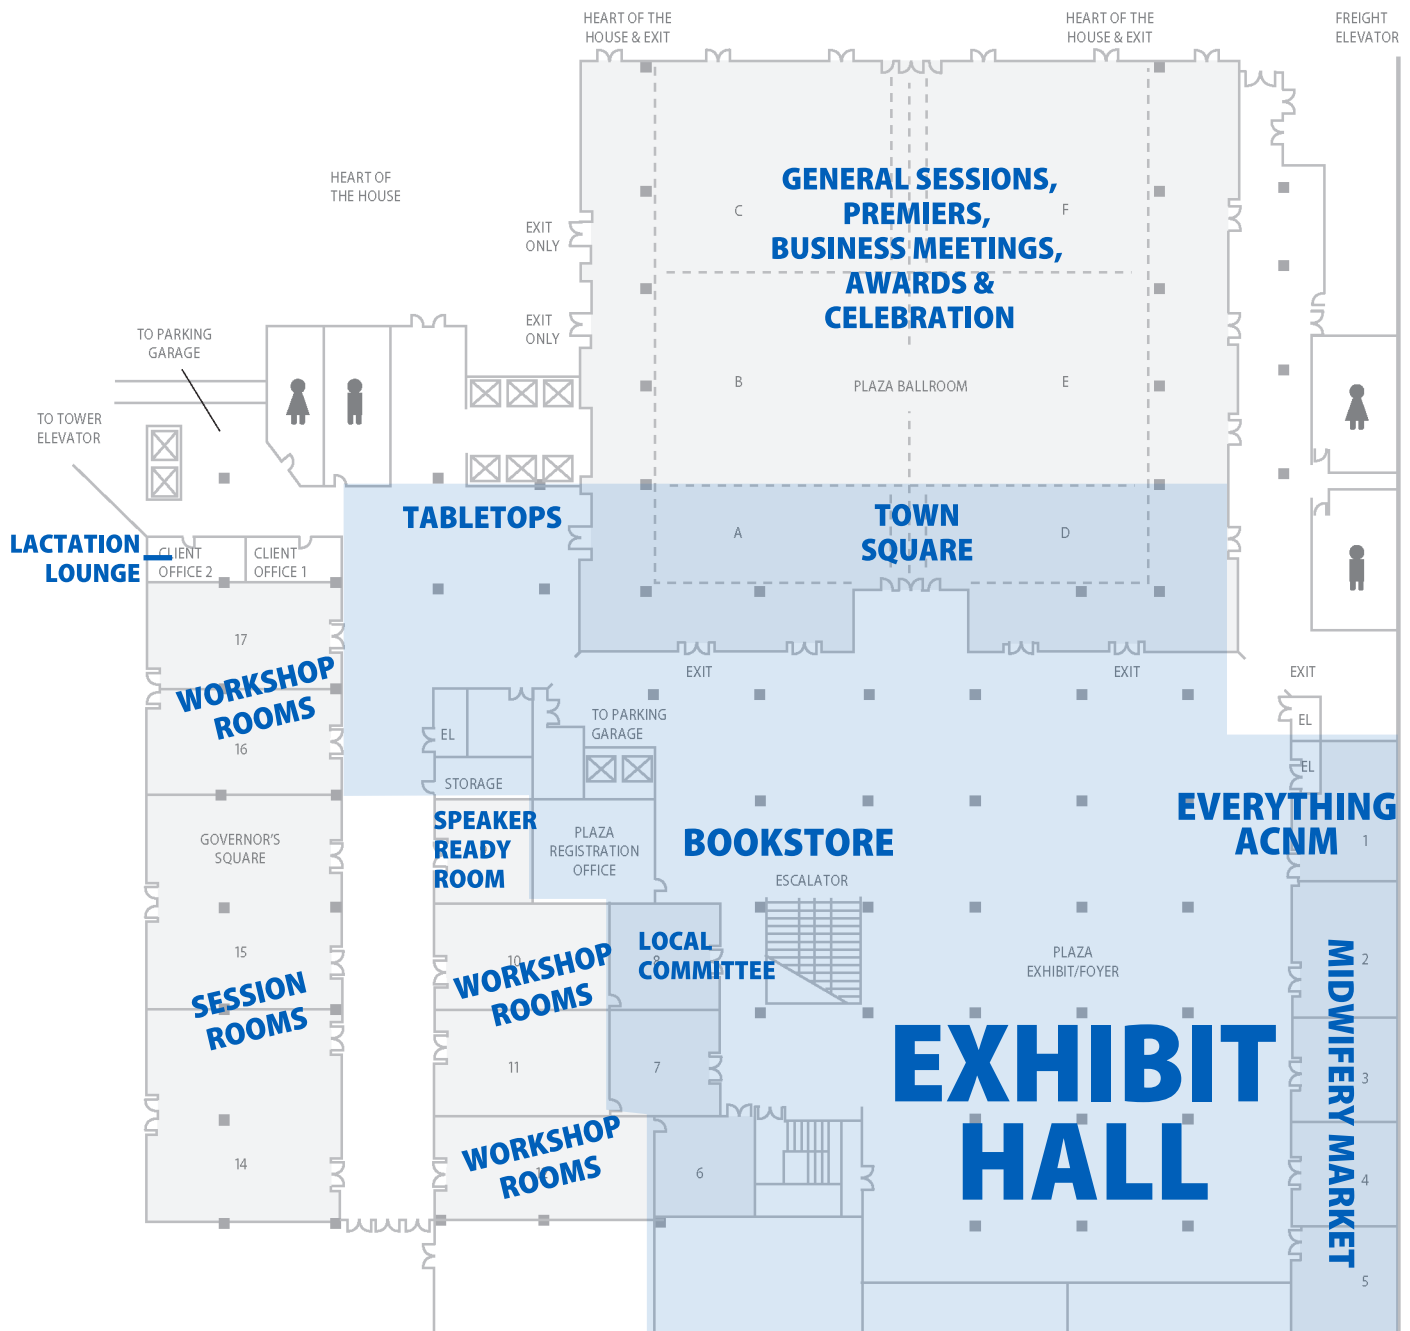 HEART OF THE
HOUSE & EXIT
HEART OF THE
HOUSE & EXIT
FREIGHT
ELEVATOR
HEART OF
THE HOUSE
EXIT
ONLY
C
F
GENERAL SESSIONS,
PREMIERS,
BUSINESS MEETINGS,
AWARDS &
CELEBRATION
EXIT
ONLY
TO PARKING
GARAGE
B
PLAZA BALLROOM
E
TO TOWER
ELEVATOR
TABLETOPS
TOWN
SQUARE
A
D
LACTATION
LOUNGE
CLIENT
OFFICE 2
CLIENT
OFFICE 1
17
WORKSHOP
ROOMS
16
EXIT
EXIT
EXIT
TO PARKING
GARAGE
EL
EL
EL
STORAGE
SPEAKER
READY
ROOM
PLAZA
REGISTRATION
OFFICE
BOOKSTORE
ESCALATOR
EVERYTHING
ACNM
1
GOVERNOR'S
SQUARE
15
SESSION
ROOMS
14
10
WORKSHOP
ROOMS
11
LOCAL
COMMITTEE
8
7
PLAZA
EXHIBIT/FOYER
EXHIBIT
HALL
2
3
4
5
MIDWIFERY MARKET
WORKSHOP
ROOMS
6